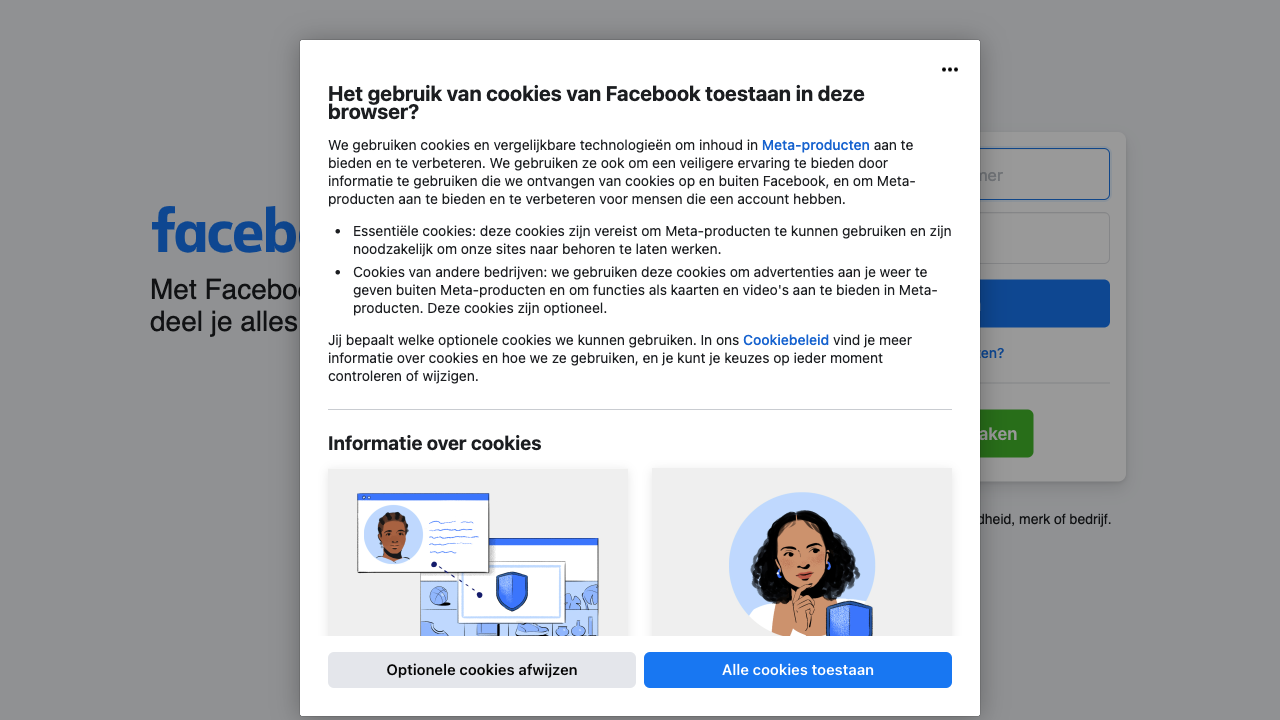 Het gebruik van cookies van Facebook toestaan in deze
browser?
We gebruiken cookies en vergelijkbare technologieën om inhoud in Meta-producten aan te
bieden en te verbeteren. We gebruiken ze ook om een veiligere ervaring te bieden door
informatie te gebruiken die we ontvangen van cookies op en buiten Facebook, en om Meta-
producten aan te bieden en te verbeteren voor mensen die een account hebben.
• Essentiële cookies: deze cookies zijn vereist om Meta-producten te kunnen gebruiken en zijn
noodzakelijk om onze sites naar behoren te laten werken.
• Cookies van andere bedrijven: we gebruiken deze cookies om advertenties aan je weer te
geven buiten Meta-producten en om functies als kaarten en video's aan te bieden in Meta-
producten. Deze cookies zijn optioneel.
Jij bepaalt welke optionele cookies we kunnen gebruiken. In ons Cookiebeleid vind je meer
informatie over cookies en hoe we ze gebruiken, en je kunt je keuzes op ieder moment
controleren of wijzigen.
Informatie over cookies
Optionele cookies afwijzen
Alle cookies toestaan
faceb
Met Facebo
deel je alles
mer
en?
aken
dheid, merk of bedrijf.